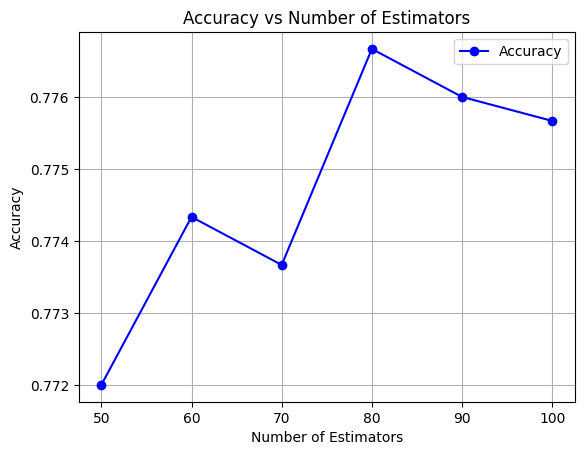 Accuracy vs Number of Estimators
Accuracy
0.776
0.775
0.774
0.773
0.772
Accuracy
50 60 70 80 90 100
Number of Estimators